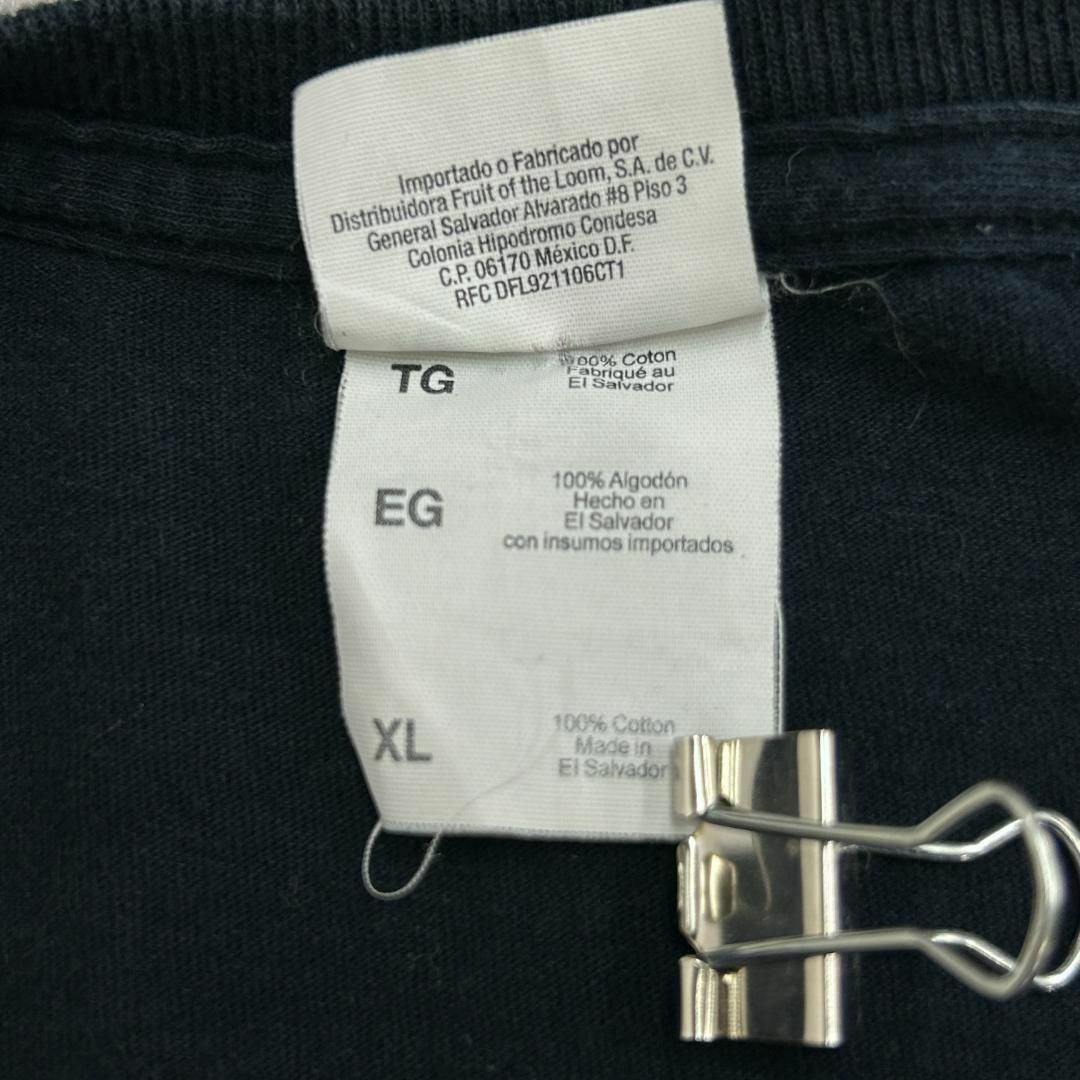 Importado o Fabricado por
Distribuidora Fruit of the Loom, S.A. de C.V.
General Salvador Alvarado #8 Piso 3
Colonia Hipodromo Condesa
C.P. 06170 México D.F.
RFC DFL921106CT1
TG
100% Coton
Fabriqué au
El Salvador
EG
100% Algodón
Hecho en
El Salvador
con insumos importados
XL
100% Cotton
Made in
El Salvador